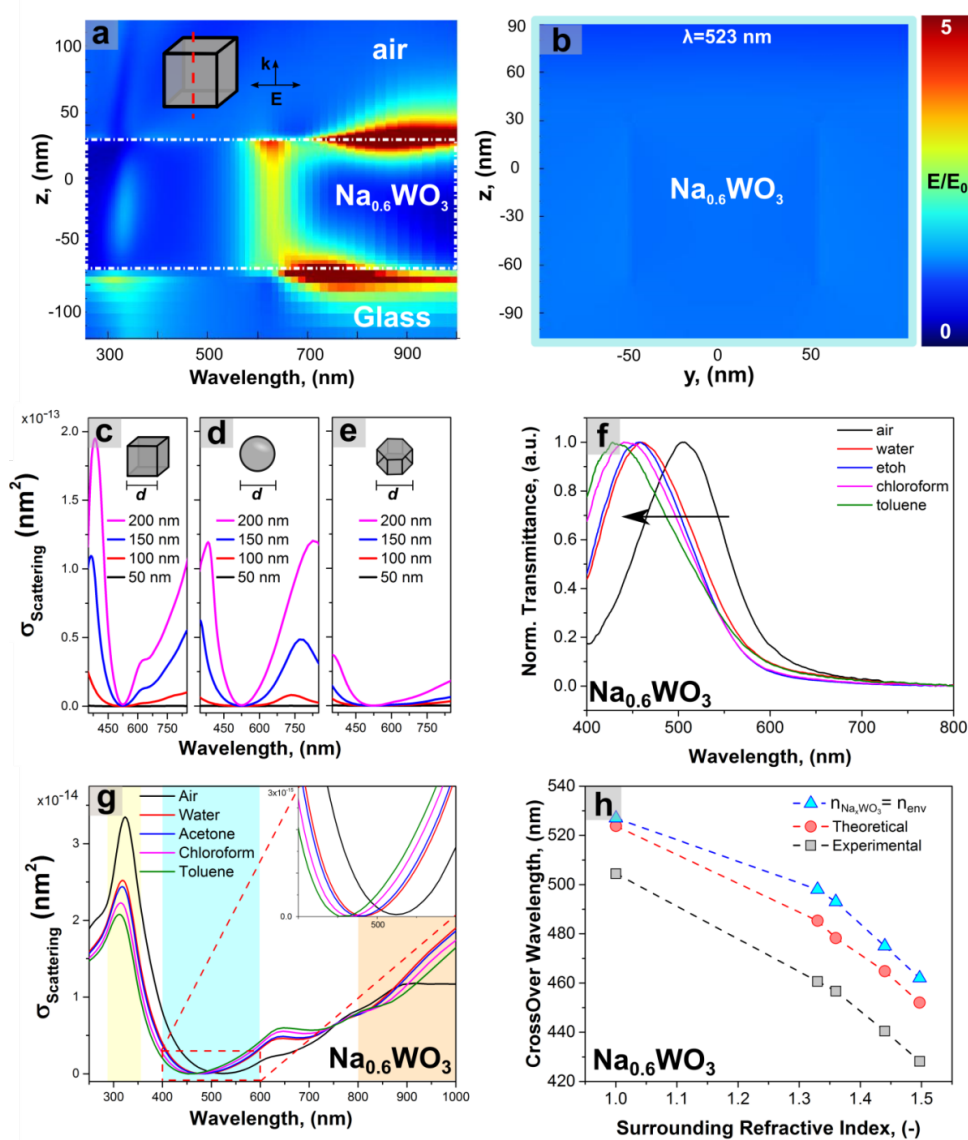 a
air
k
E
Na0.6WO3
Glass
z, (nm)
100
50
0
-50
-100
300
500
700
900
Wavelength, (nm)
b
λ=523 nm
Na0.6WO3
z, (nm)
90
60
30
0
-30
-60
-90
-50
0
50
y, (nm)
5
E/E0
0
x10-13
σScattering (nm2)
2.0
1.5
1.0
0.5
0.0
c
d
200 nm
150 nm
100 nm
50 nm
450 600 750
Wavelength, (nm)
d
d
200 nm
150 nm
100 nm
50 nm
450 600 750
Wavelength, (nm)
e
d
200 nm
150 nm
100 nm
50 nm
450 600 750
Wavelength, (nm)
f
air
water
etoh
chloroform
toluene
Norm. Transmittance, (a.u.)
1.0
0.8
0.6
0.4
0.2
0.0
Na0.6WO3
400 500 600 700 800
Wavelength, (nm)
x10-14
g
Air
Water
Acetone
Chloroform
Toluene
σScattering (nm2)
3
2
1
0
3x10-16
0.0
500
Na0.6WO3
300 400 500 600 700 800 900 1000
Wavelength, (nm)
h
nNaxWO3= nenv
Theoretical
Experimental
CrossOver Wavelength, (nm)
540
520
500
480
460
440
420
Na0.6WO3
1.0 1.1 1.2 1.3 1.4 1.5
Surrounding Refractive Index, (-)